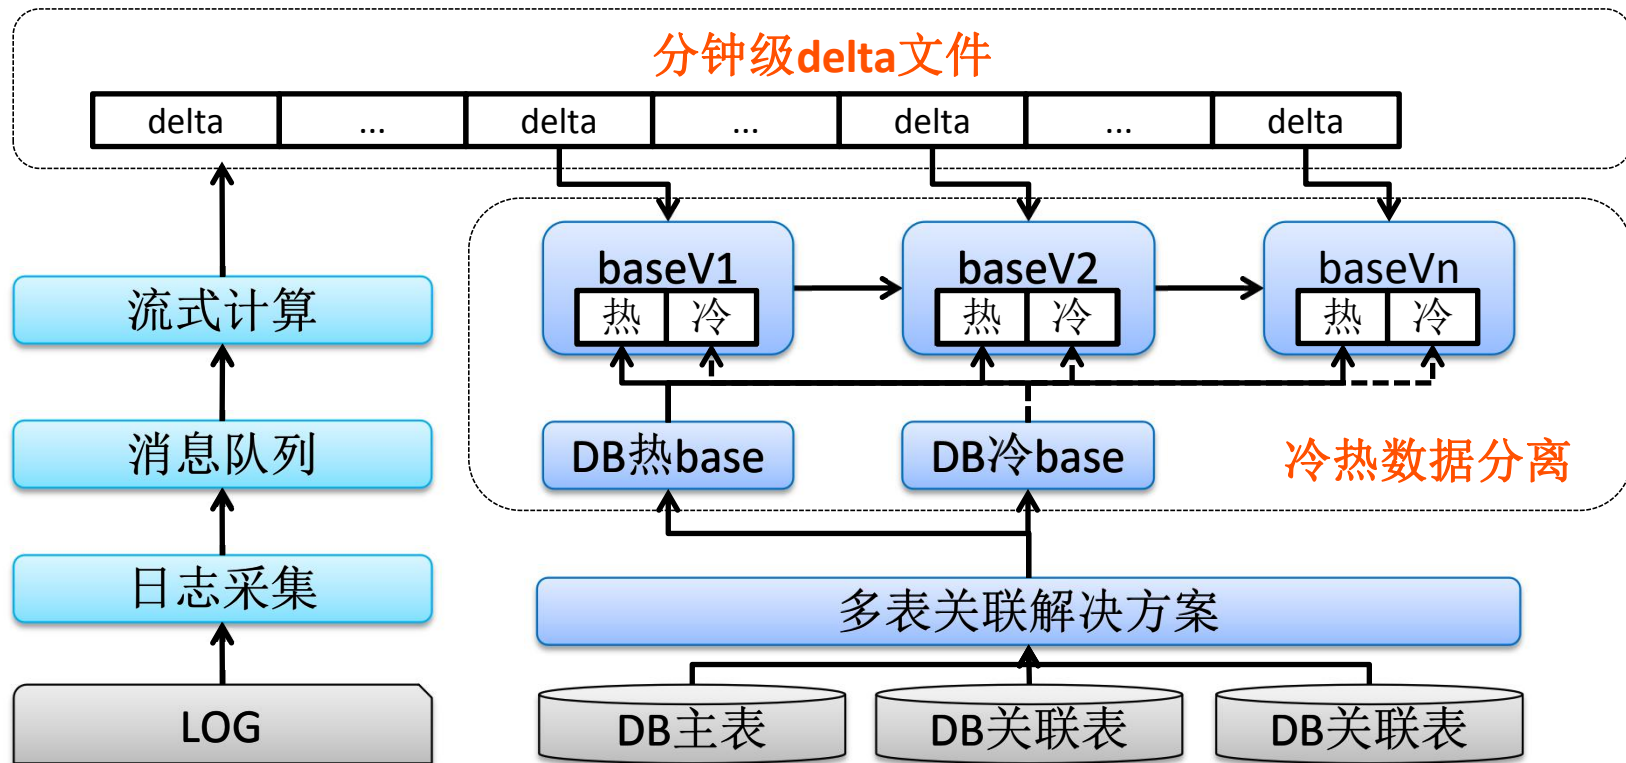 分钟级delta文件
delta ... delta ... delta ... delta
baseV1 baseV2 baseVn
热 冷 热 冷 热 冷
流式计算
消息队列
DB热base DB冷base
冷热数据分离
日志采集
多表关联解决方案
LOG
DB主表 DB关联表 DB关联表